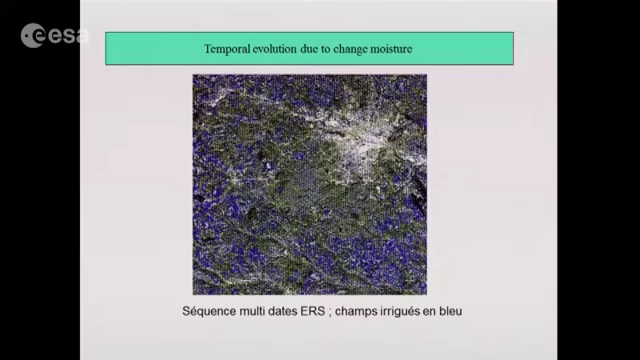 esa
Temporal evolution due to change moisture
Séquence multi dates ERS ; champs irrigués en bleu